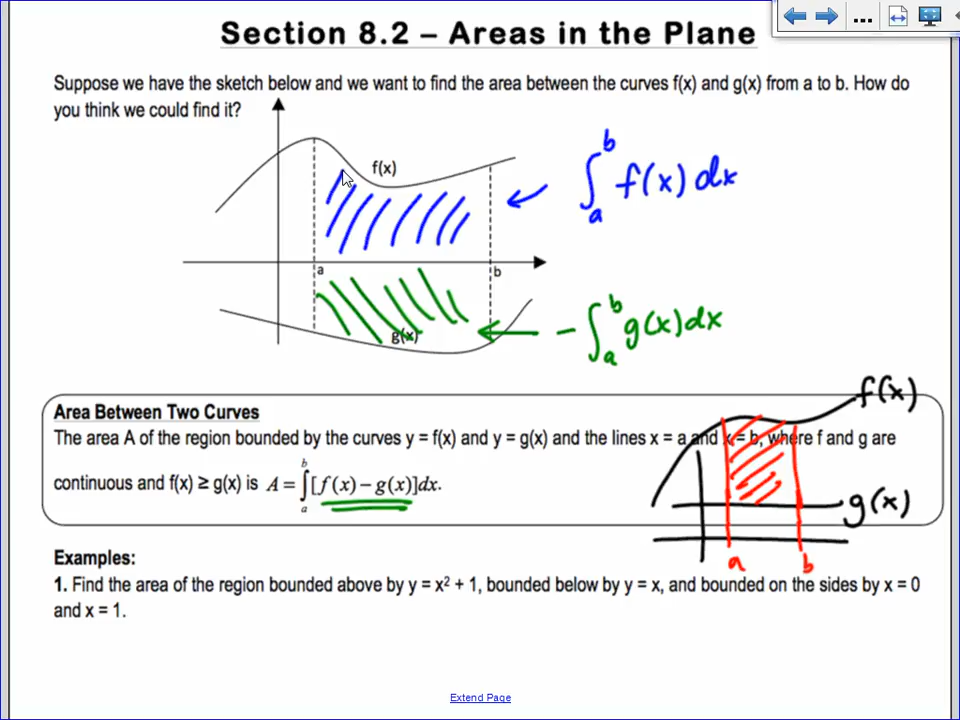 Section 8.2 – Areas in the Plane
Suppose we have the sketch below and we want to find the area between the curves f(x) and g(x) from a to b. How do
you think we could find it?
f(x)
∫_a^b f(x) dx
a
b
g(x)
− ∫_a^b g(x) dx
Area Between Two Curves
The area A of the region bounded by the curves y = f(x) and y = g(x) and the lines x = a and x = b, where f and g are
continuous and f(x) ≥ g(x) is A = ∫_a^b [f(x) − g(x)]dx.
f(x)
g(x)
a
b
Examples:
1. Find the area of the region bounded above by y = x² + 1, bounded below by y = x, and bounded on the sides by x = 0
and x = 1.
Extend Page